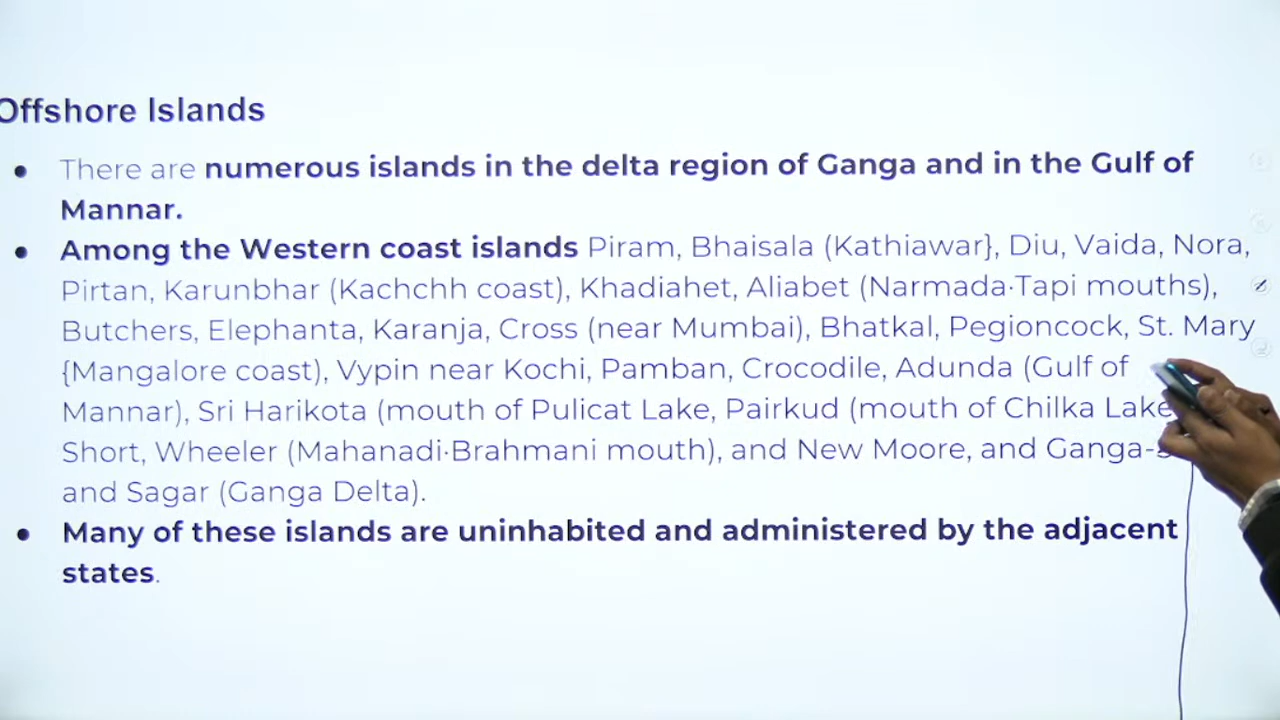 Offshore Islands
• There are numerous islands in the delta region of Ganga and in the Gulf of
Mannar.
• Among the Western coast islands Piram, Bhaisala (Kathiawar}, Diu, Vaida, Nora,
Pirtan, Karunbhar (Kachchh coast), Khadiahet, Aliabet (Narmada·Tapi mouths),
Butchers, Elephanta, Karanja, Cross (near Mumbai), Bhatkal, Pegioncock, St. Mary
{Mangalore coast), Vypin near Kochi, Pamban, Crocodile, Adunda (Gulf of
Mannar), Sri Harikota (mouth of Pulicat Lake, Pairkud (mouth of Chilka Lake
Short, Wheeler (Mahanadi·Brahmani mouth), and New Moore, and
and Sagar (Ganga Delta).
• Many of these islands are uninhabited and administered by the adjacent
states.